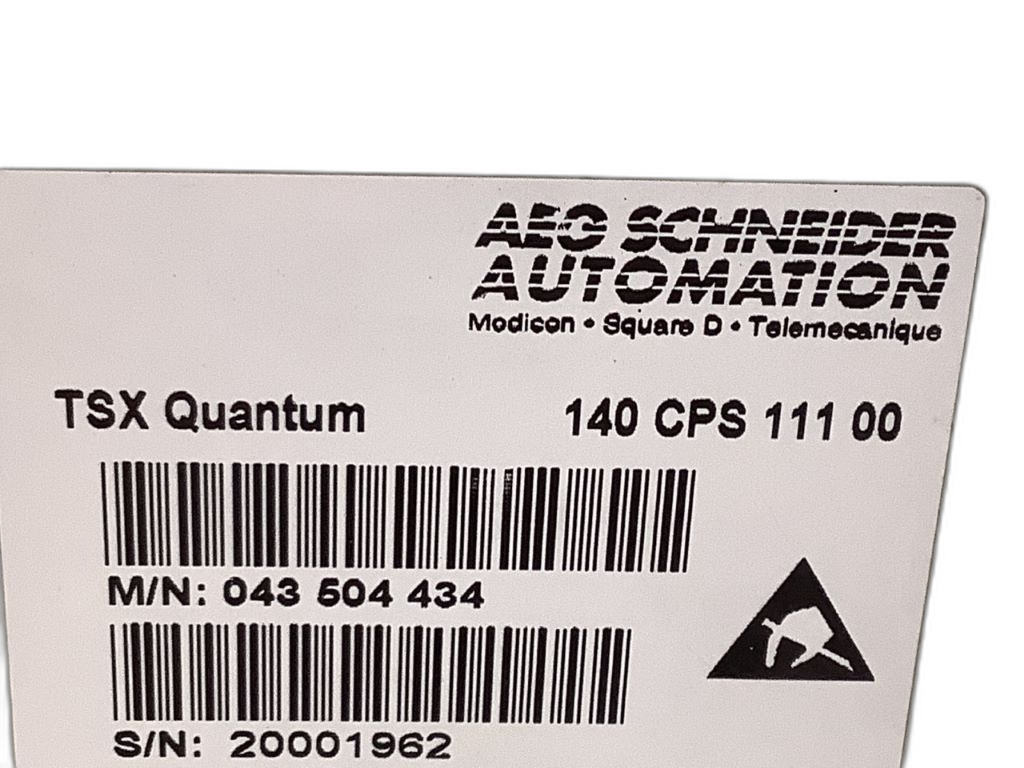 AEG SCHNEIDER
AUTOMATION
Modicon • Square D • Telemecanique
TSX Quantum 140 CPS 111 00
M/N: 043 504 434
S/N: 20001962